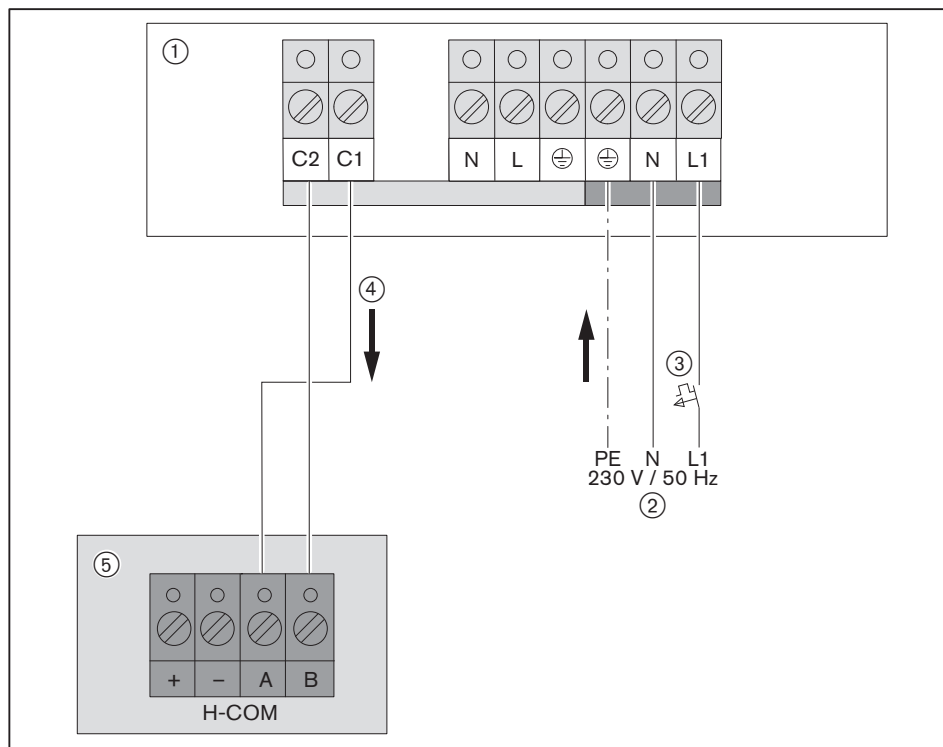 ①
C2 C1 N L N L1
④
③
PE N L1
230 V / 50 Hz
②
⑤
+ − A B
H-COM